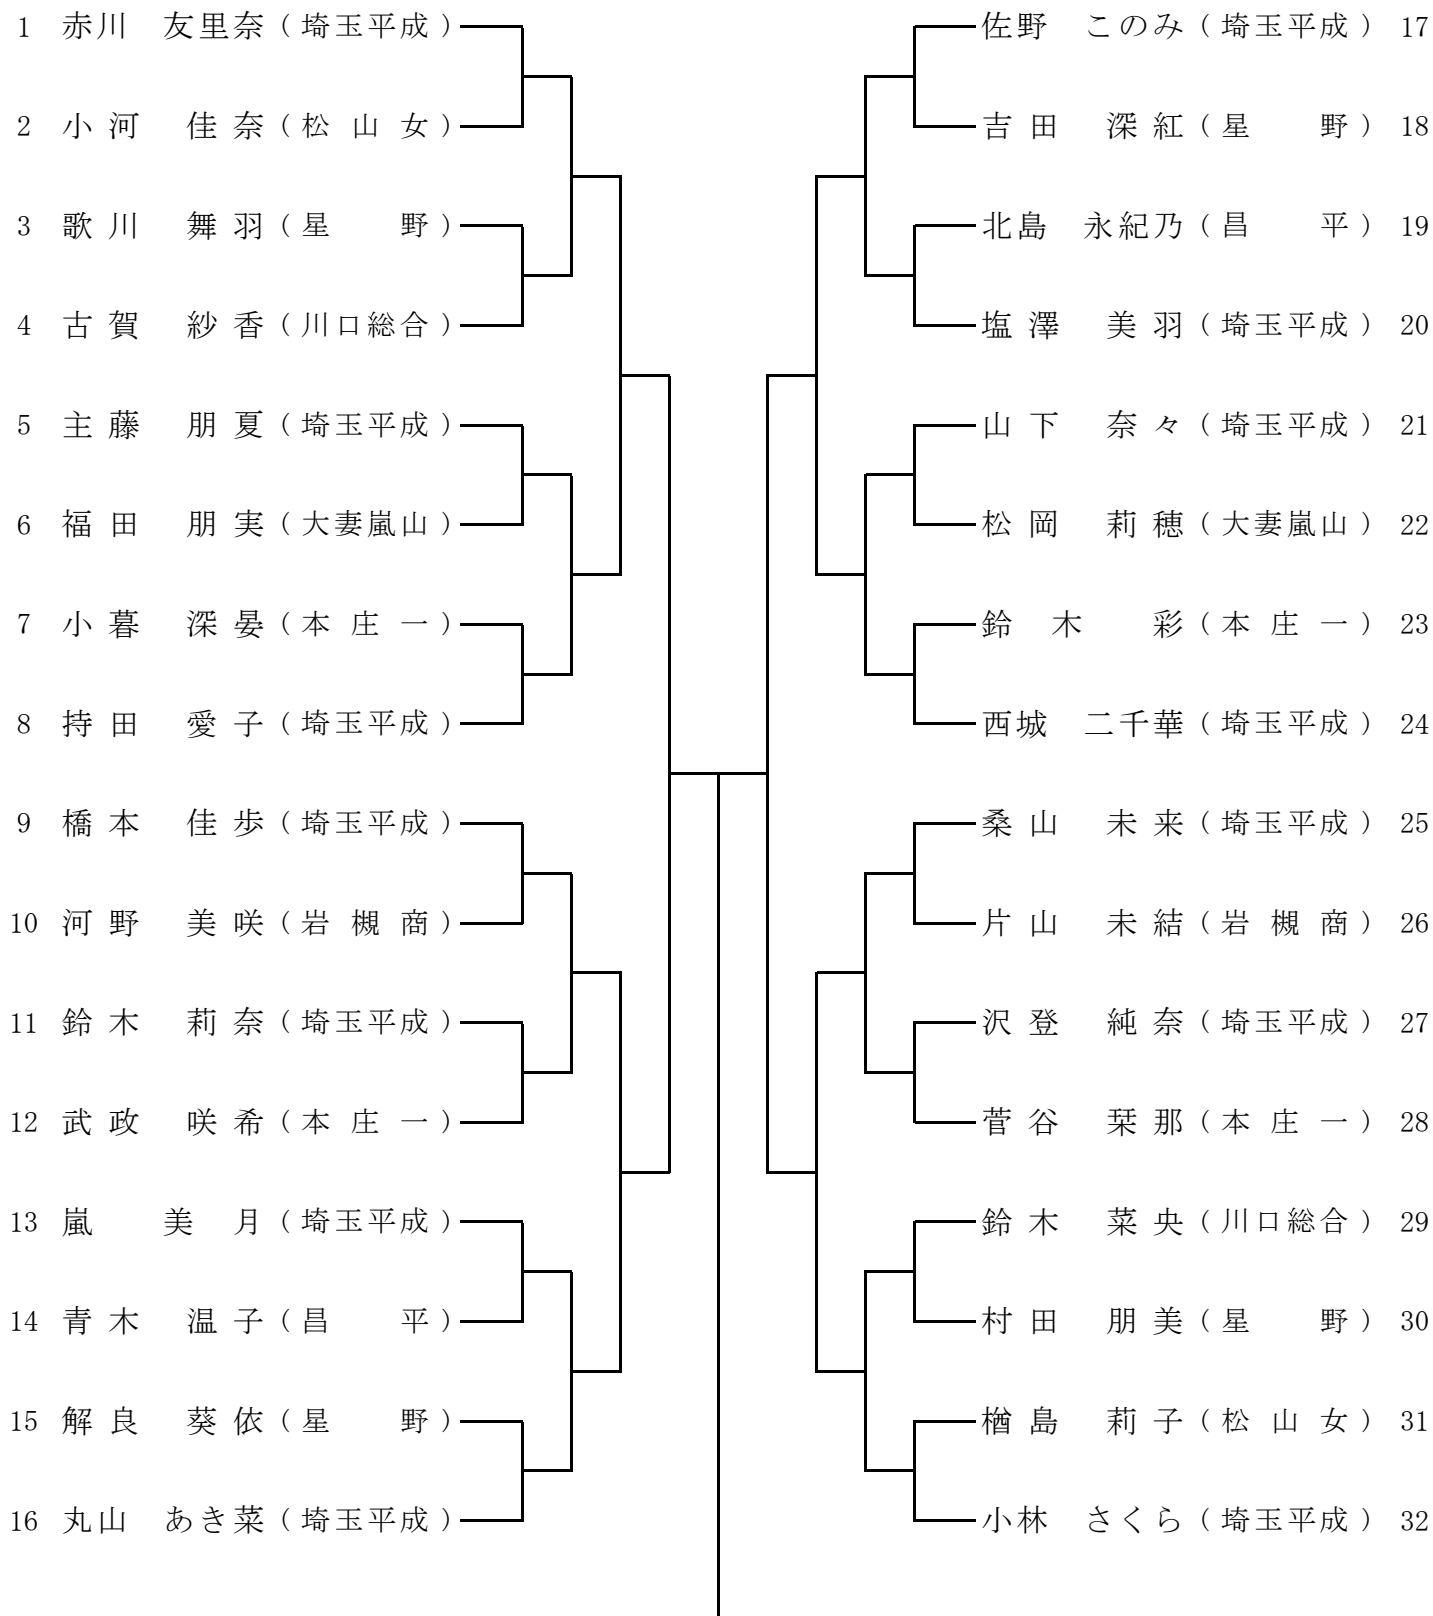 1 赤川 友里奈（埼玉平成）
2 小河 佳奈（松山女）
3 歌川 舞羽（星 野）
4 古賀 紗香（川口総合）
5 主藤 朋夏（埼玉平成）
6 福田 朋実（大妻嵐山）
7 小暮 深晏（本庄一）
8 持田 愛子（埼玉平成）
9 橋本 佳歩（埼玉平成）
10 河野 美咲（岩槻商）
11 鈴木 莉奈（埼玉平成）
12 武政 咲希（本庄一）
13 嵐 美月（埼玉平成）
14 青木 温子（昌 平）
15 解良 葵依（星 野）
16 丸山 あき菜（埼玉平成）
佐野 このみ（埼玉平成） 17
吉田 深紅（星 野） 18
北島 永紀乃（昌 平） 19
塩澤 美羽（埼玉平成） 20
山下 奈々（埼玉平成） 21
松岡 莉穂（大妻嵐山） 22
鈴木 彩（本庄一） 23
西城 二千華（埼玉平成） 24
桑山 未来（埼玉平成） 25
片山 未結（岩槻商） 26
沢登 純奈（埼玉平成） 27
菅谷 栞那（本庄一） 28
鈴木 菜央（川口総合） 29
村田 朋美（星 野） 30
楢島 莉子（松山女） 31
小林 さくら（埼玉平成） 32